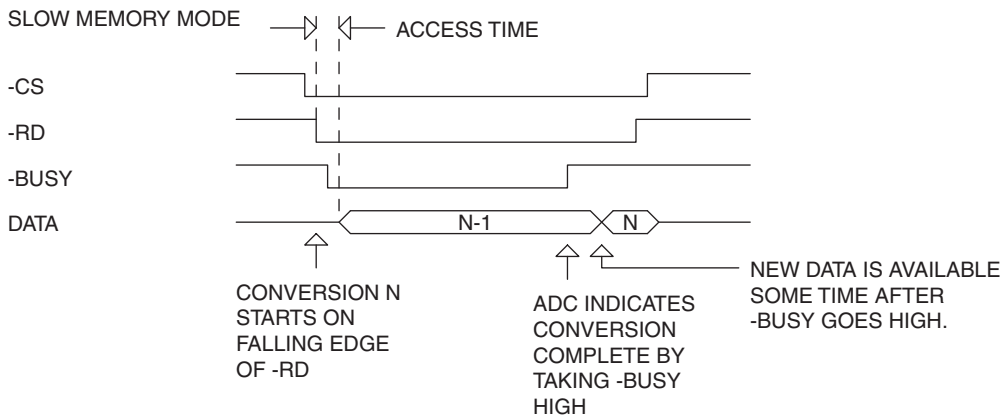 SLOW MEMORY MODE
ACCESS TIME
-CS
-RD
-BUSY
DATA
N-1
N
CONVERSION N
STARTS ON
FALLING EDGE
OF -RD
ADC INDICATES
CONVERSION
COMPLETE BY
TAKING -BUSY
HIGH
NEW DATA IS AVAILABLE
SOME TIME AFTER
-BUSY GOES HIGH.